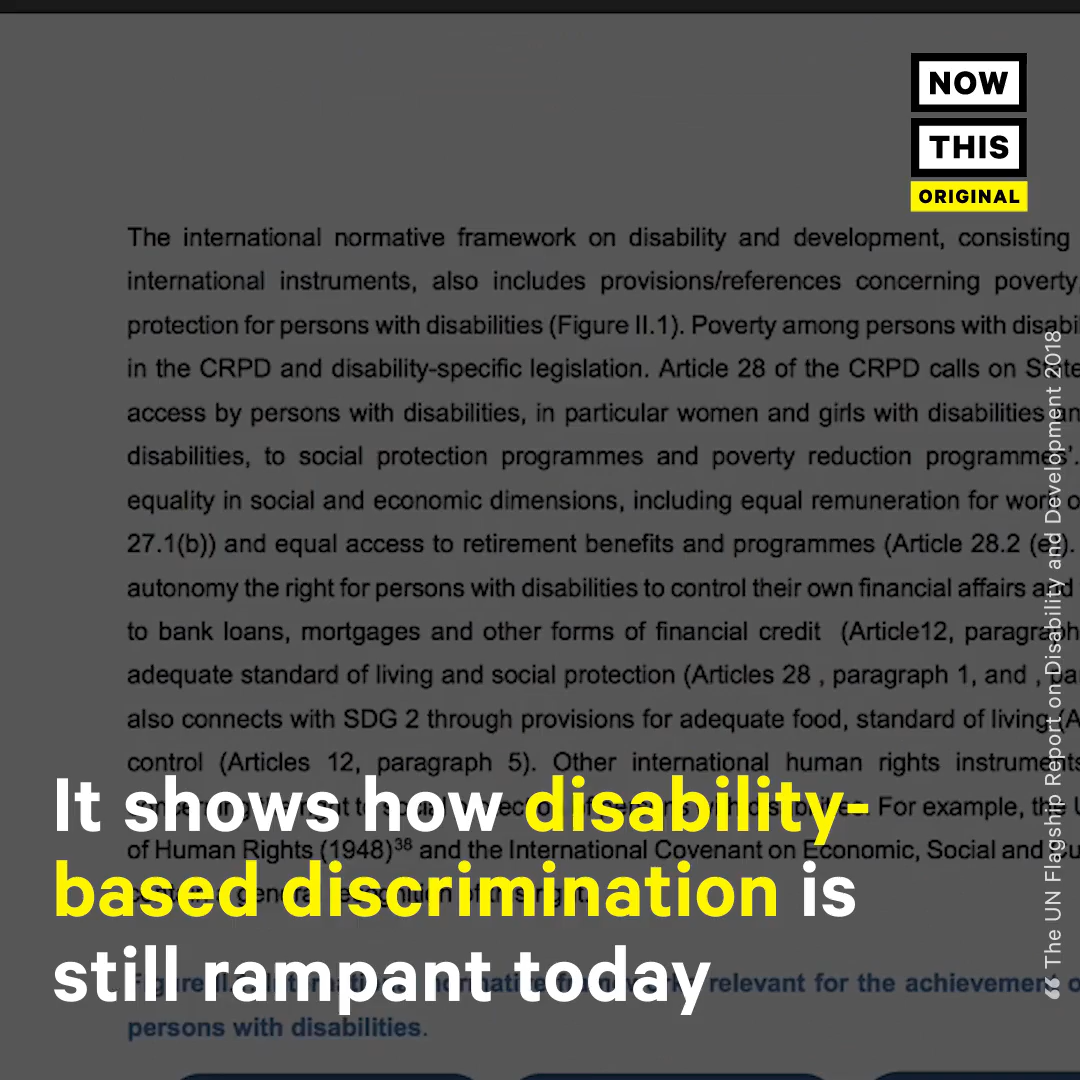 NOW
THIS
ORIGINAL
The international normative framework on disability and development, consisting
international instruments, also includes provisions/references concerning poverty,
protection for persons with disabilities (Figure II.1). Poverty among persons with
in the CRPD and disability-specific legislation. Article 28 of the CRPD calls on
access by persons with disabilities, in particular women and girls with disabilities
disabilities, to social protection programmes and poverty reduction programmes'.
equality in social and economic dimensions, including equal remuneration for work
27.1(b)) and equal access to retirement benefits and programmes (Article 28.2 (e)).
autonomy the right for persons with disabilities to control their own financial affairs and
to bank loans, mortgages and other forms of financial credit (Article12,
adequate standard of living and social protection (Articles 28 , paragraph 1, and ,
also connects with SDG 2 through provisions for adequate food, standard of living
control (Articles 12, paragraph 5). Other international human rights instruments
For example, the
of Human Rights (1948)38 and the International Covenant on Economic, Social and
relevant for the achievement
persons with disabilities.
It shows how disability-
based discrimination is
still rampant today
“ The UN Flagship Report on Disability and Development 2018